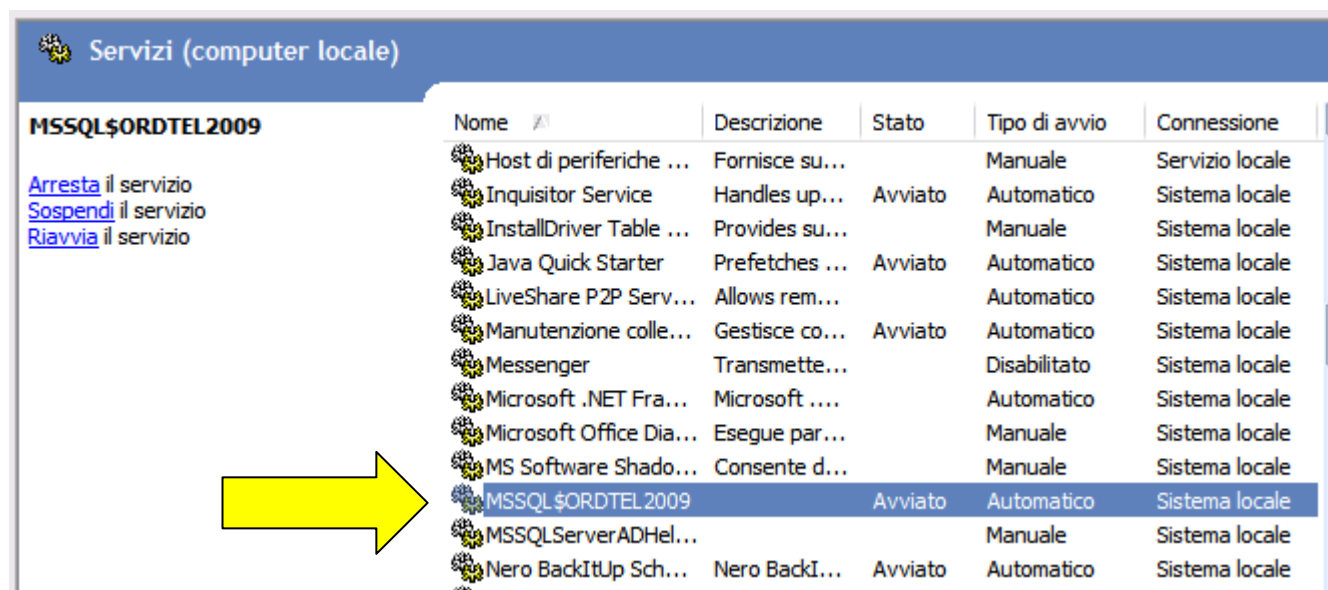 Servizi (computer locale)
MSSQL$ORDTEL2009
Arresta il servizio
Sospendi il servizio
Riavvia il servizio
Nome Descrizione Stato Tipo di avvio Connessione
Host di periferiche ... Fornisce su... Manuale Servizio locale
Inquisitor Service Handles up... Avviato Automatico Sistema locale
InstallDriver Table ... Provides su... Manuale Sistema locale
Java Quick Starter Prefetches ... Avviato Automatico Sistema locale
LiveShare P2P Serv... Allows rem... Automatico Sistema locale
Manutenzione colle... Gestisce co... Avviato Automatico Sistema locale
Messenger Transmette... Disabilitato Sistema locale
Microsoft .NET Fra... Microsoft .... Automatico Sistema locale
Microsoft Office Dia... Esegue par... Manuale Sistema locale
MS Software Shado... Consente d... Manuale Sistema locale
MSSQL$ORDTEL2009 Avviato Automatico Sistema locale
MSSQLServerADHel... Manuale Sistema locale
Nero BackItUp Sch... Nero BackI... Avviato Automatico Sistema locale